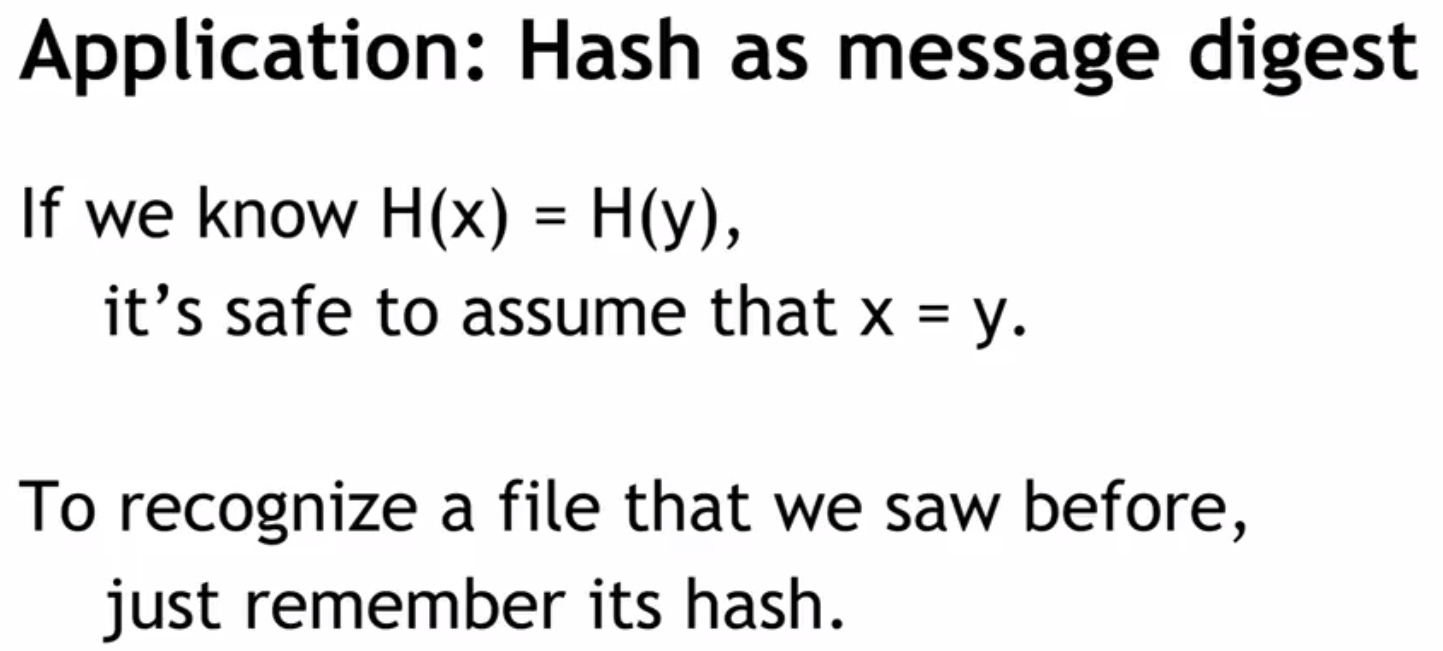 Application: Hash as message digest
If we know H(x) = H(y),
it’s safe to assume that x = y.
To recognize a file that we saw before,
just remember its hash.